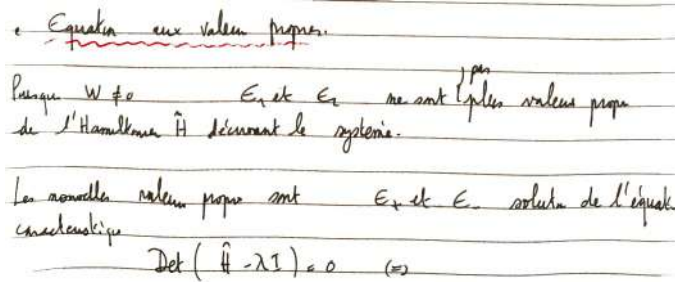 • Equation aux valeurs propres.
Puisque W ≠ 0 E₁ et E₂ ne sont pas plus valeurs propres
de l'Hamiltonien Ĥ décrivant le système.
Les nouvelles valeurs propres sont E₊ et E₋ solution de l'équat
caractéristique
Det ( Ĥ - λI ) = 0 (=)